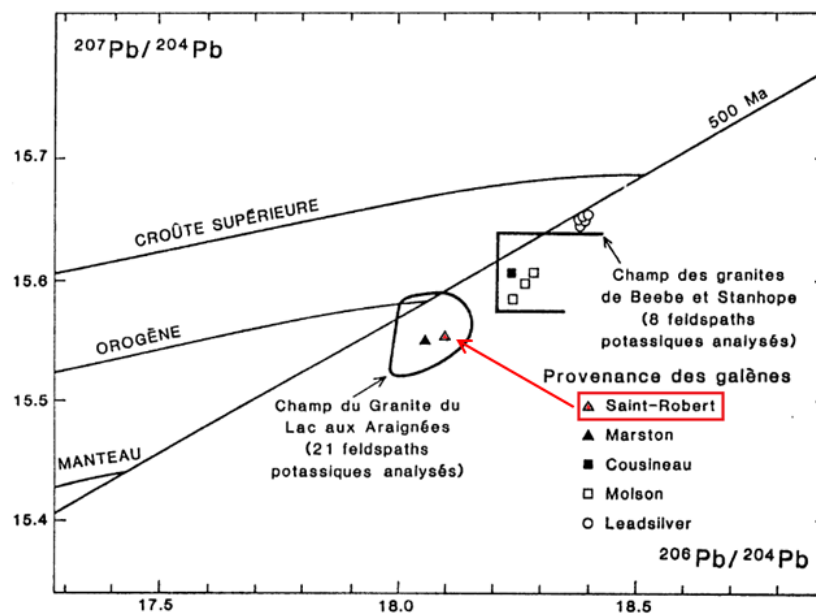 ²⁰⁷Pb/²⁰⁴Pb
500 Ma
15.7
CROÛTE SUPÉRIEURE
15.6
Champ des granites
de Beebe et Stanhope
(8 feldspaths
potassiques analysés)
OROGÈNE
15.5
Champ du Granite du
Lac aux Araignées
(21 feldspaths
potassiques analysés)
Provenance des galènes
Saint-Robert
Marston
Cousineau
Molson
Leadsilver
MANTEAU
15.4
²⁰⁶Pb/²⁰⁴Pb
17.5
18.0
18.5